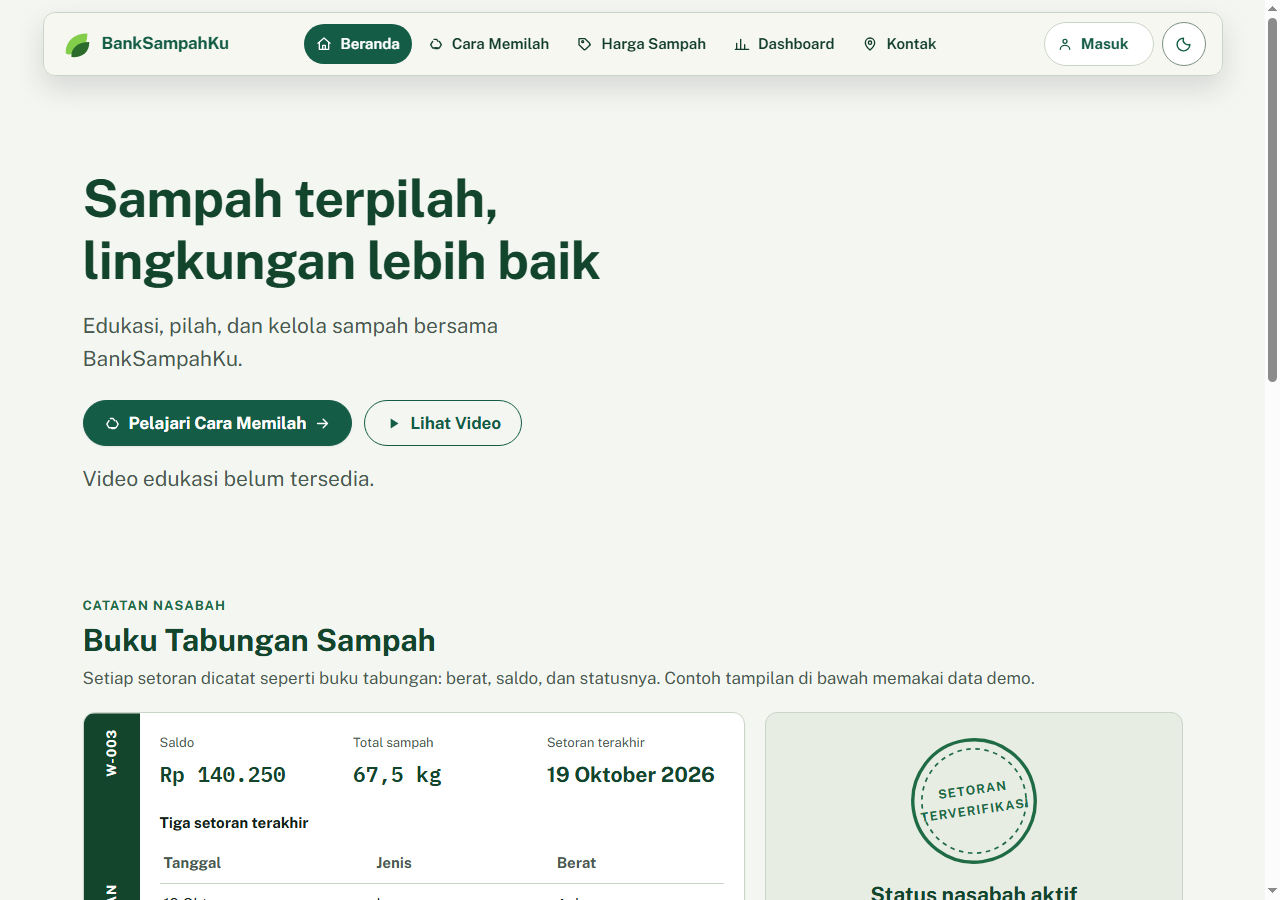 BankSampahKu
Beranda
Cara Memilah
Harga Sampah
Dashboard
Kontak
Masuk
Sampah terpilah,
lingkungan lebih baik
Edukasi, pilah, dan kelola sampah bersama
BankSampahKu.
Pelajari Cara Memilah →
Lihat Video
Video edukasi belum tersedia.
CATATAN NASABAH
Buku Tabungan Sampah
Setiap setoran dicatat seperti buku tabungan: berat, saldo, dan statusnya. Contoh tampilan di bawah memakai data demo.
W-003
Saldo
Rp 140.250
Total sampah
67,5 kg
Setoran terakhir
19 Oktober 2026
Tiga setoran terakhir
Tanggal
Jenis
Berat
SETORAN
TERVERIFIKASI
Status nasabah aktif